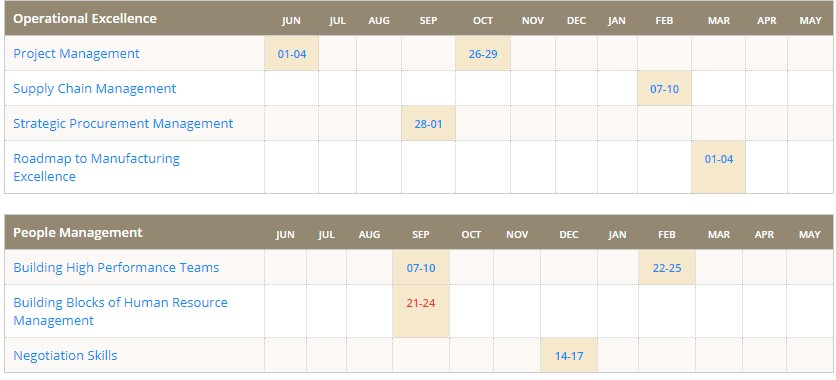 Operational Excellence JUN JUL AUG SEP OCT NOV DEC JAN FEB MAR APR MAY
Project Management 01-04 26-29
Supply Chain Management 07-10
Strategic Procurement Management 28-01
Roadmap to Manufacturing
Excellence 01-04
People Management JUN JUL AUG SEP OCT NOV DEC JAN FEB MAR APR MAY
Building High Performance Teams 07-10 22-25
Building Blocks of Human Resource 21-24
Management
Negotiation Skills 14-17